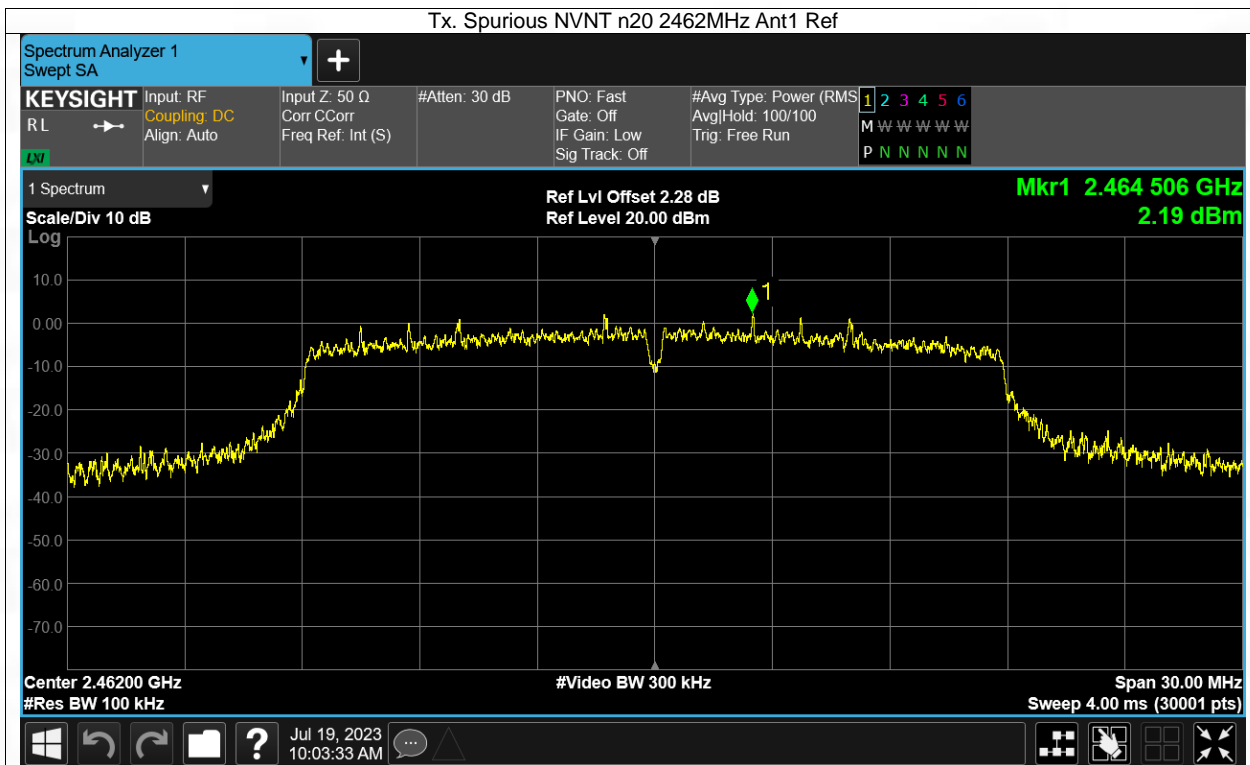 Tx. Spurious NVNT n20 2462MHz Ant1 Ref
Spectrum Analyzer 1
Swept SA
KEYSIGHT
RL
LXI
Input: RF
Coupling: DC
Align: Auto
Input Z: 50 Ω
Corr CCorr
Freq Ref: Int (S)
#Atten: 30 dB
PNO: Fast
Gate: Off
IF Gain: Low
Sig Track: Off
#Avg Type: Power (RMS
Avg|Hold: 100/100
Trig: Free Run
1 2 3 4 5 6
M W W W W W
P N N N N N
1 Spectrum
Scale/Div 10 dB
Ref Lvl Offset 2.28 dB
Ref Level 20.00 dBm
Mkr1 2.464 506 GHz
2.19 dBm
Log
10.0
0.00
-10.0
-20.0
-30.0
-40.0
-50.0
-60.0
-70.0
1
Center 2.46200 GHz
#Res BW 100 kHz
#Video BW 300 kHz
Span 30.00 MHz
Sweep 4.00 ms (30001 pts)
?
Jul 19, 2023
10:03:33 AM